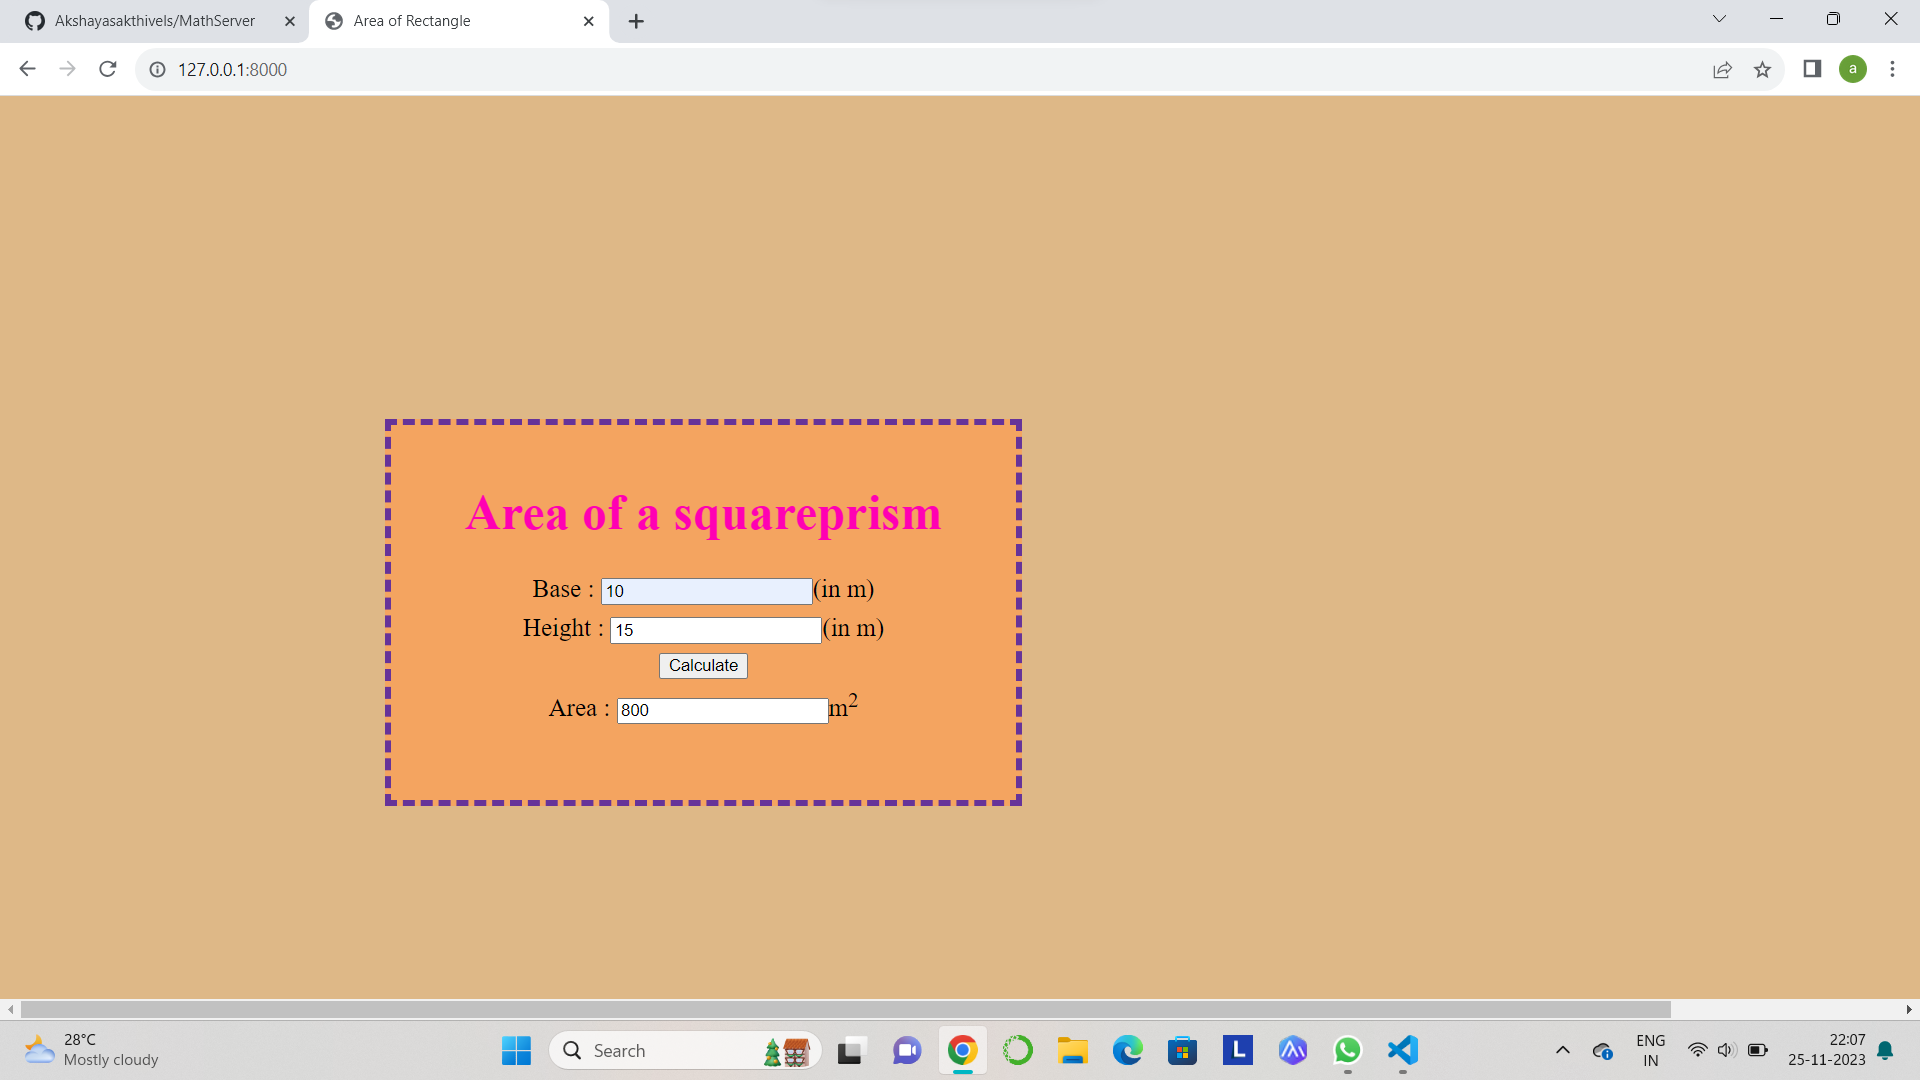 Akshayasakthivels/MathServer
Area of Rectangle
127.0.0.1:8000
a
Area of a squareprism
Base : 10 (in m)
Height : 15 (in m)
Calculate
Area : 800 m²
28°C
Mostly cloudy
Search
L
ENG
IN
22:07
25-11-2023